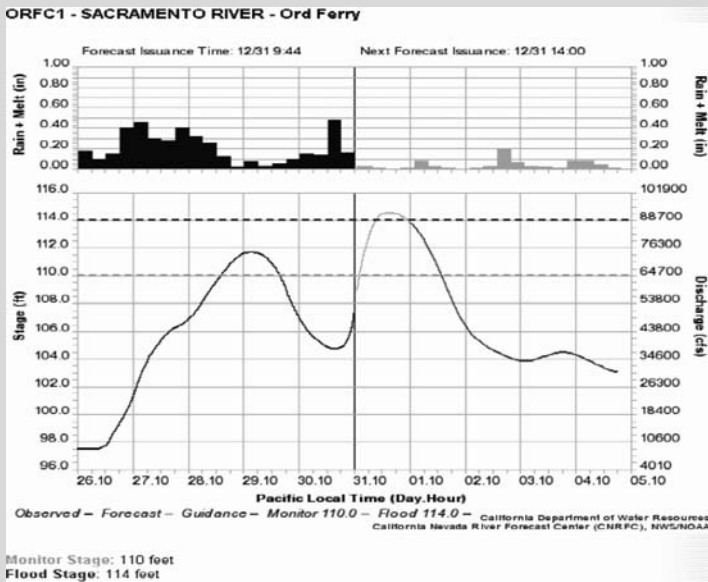 ORFC1 - SACRAMENTO RIVER - Ord Ferry
Forecast Issuance Time: 12/31 9:44 Next Forecast Issuance: 12/31 14:00
Rain + Melt (in)
1.00
0.80
0.60
0.40
0.20
0.00
1.00
0.80
0.60
0.40
0.20
0.00
Rain + Melt (in)
Stage (ft)
116.0
114.0
112.0
110.0
108.0
106.0
104.0
102.0
100.0
98.0
96.0
101900
88700
76300
64700
53800
43800
34600
26300
18400
10600
4010
Discharge (cfs)
26.10 27.10 28.10 29.10 30.10 31.10 01.10 02.10 03.10 04.10 05.10
Pacific Local Time (Day.Hour)
Observed – Forecast – Guidance – Monitor 110.0 – Flood 114.0 – California Department of Water Resources
California Nevada River Forecast Center (CNRFC), NWS/NOAA
Monitor Stage: 110 feet
Flood Stage: 114 feet